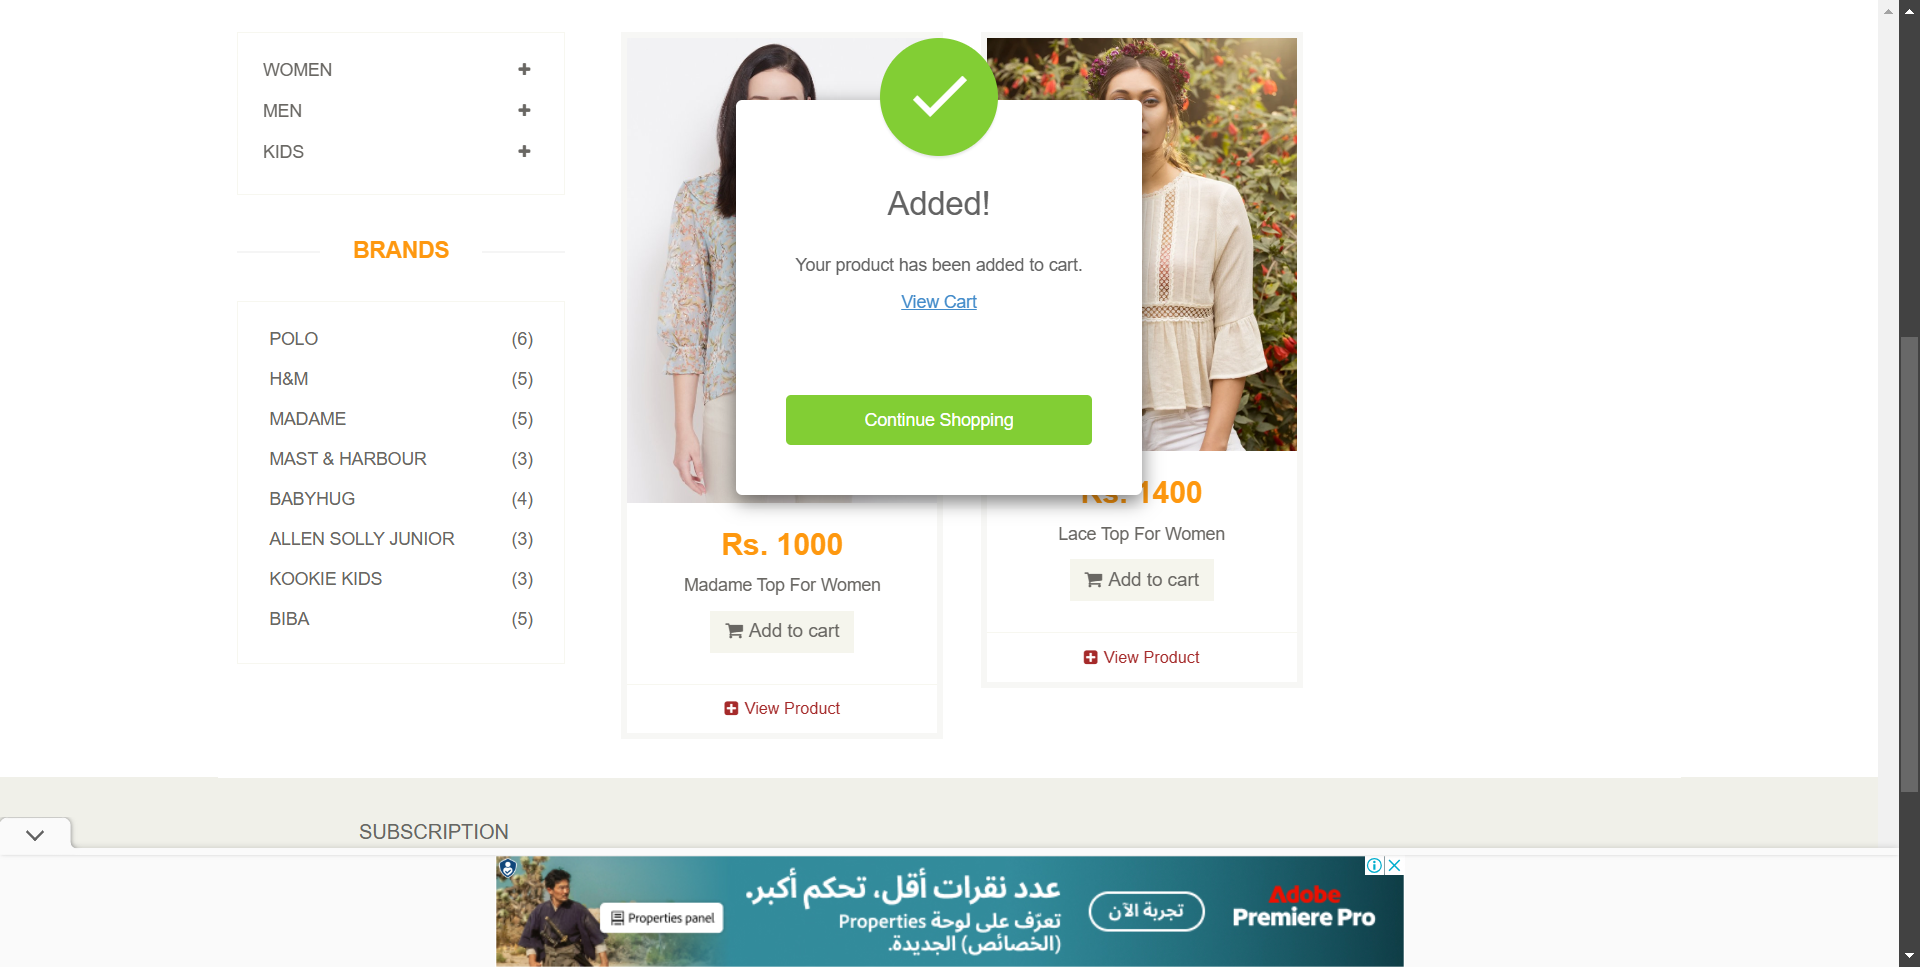 WOMEN
MEN
KIDS
BRANDS
POLO (6)
H&M (5)
MADAME (5)
MAST & HARBOUR (3)
BABYHUG (4)
ALLEN SOLLY JUNIOR (3)
KOOKIE KIDS (3)
BIBA (5)
Added!
Your product has been added to cart.
View Cart
Continue Shopping
Rs. 1000
Madame Top For Women
Add to cart
View Product
Rs. 1400
Lace Top For Women
Add to cart
View Product
SUBSCRIPTION
Properties panel
عدد نقرات أقل، تحكم أكبر.
تعرّف على لوحة Properties
(الخصائص) الجديدة.
تجربة الآن
Adobe
Premiere Pro